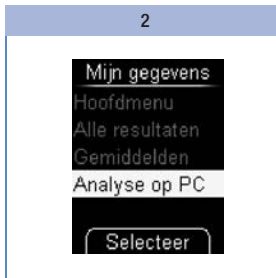 2
Mijn gegevens
Hoofdmenu
Alle resultaten
Gemiddelden
Analyse op PC
Selecteer